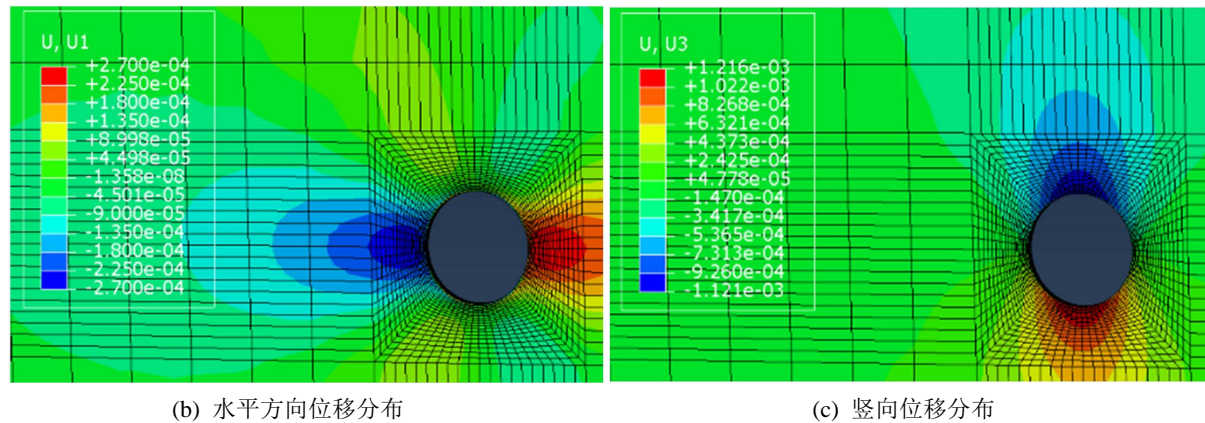 U, U1
+2.700e-04
+2.250e-04
+1.800e-04
+1.350e-04
+8.998e-05
+4.498e-05
-1.358e-08
-4.501e-05
-9.000e-05
-1.350e-04
-1.800e-04
-2.250e-04
-2.700e-04
U, U3
+1.216e-03
+1.022e-03
+8.268e-04
+6.321e-04
+4.373e-04
+2.425e-04
+4.778e-05
-1.470e-04
-3.417e-04
-5.365e-04
-7.313e-04
-9.260e-04
-1.121e-03
(b) 水平方向位移分布
(c) 竖向位移分布